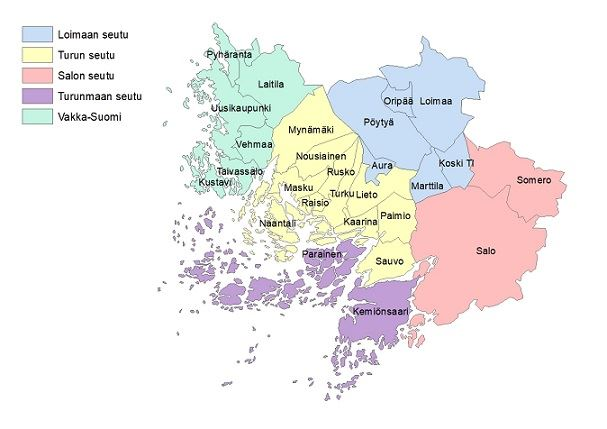 Loimaan seutu
Turun seutu
Salon seutu
Turunmaan seutu
Vakka-Suomi
Pyhäranta
Laitila
Uusikaupunki
Vehmaa
Taivassalo
Kustavi
Mynämäki
Nousiainen
Rusko
Masku
Raisio
Turku
Lieto
Naantali
Kaarina
Paimio
Sauvo
Parainen
Kemiönsaari
Oripää
Loimaa
Pöytyä
Aura
Koski Tl
Marttila
Somero
Salo